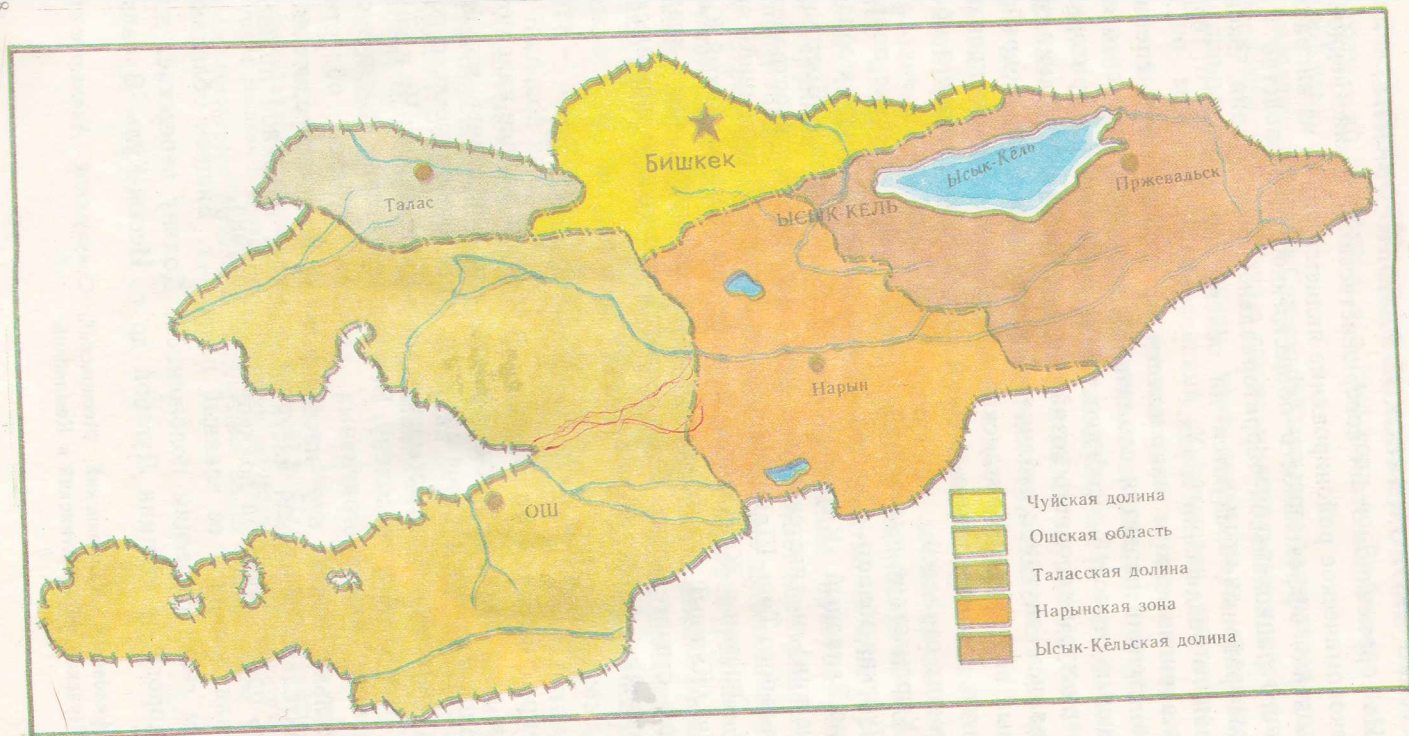 Бишкек
Талас
Ысык-Кёль
Пржевальск
ЫСЫК-КЕЛЬ
Нарын
ОШ
Чуйская долина
Ошская область
Таласская долина
Нарынская зона
Ысык-Кёльская долина